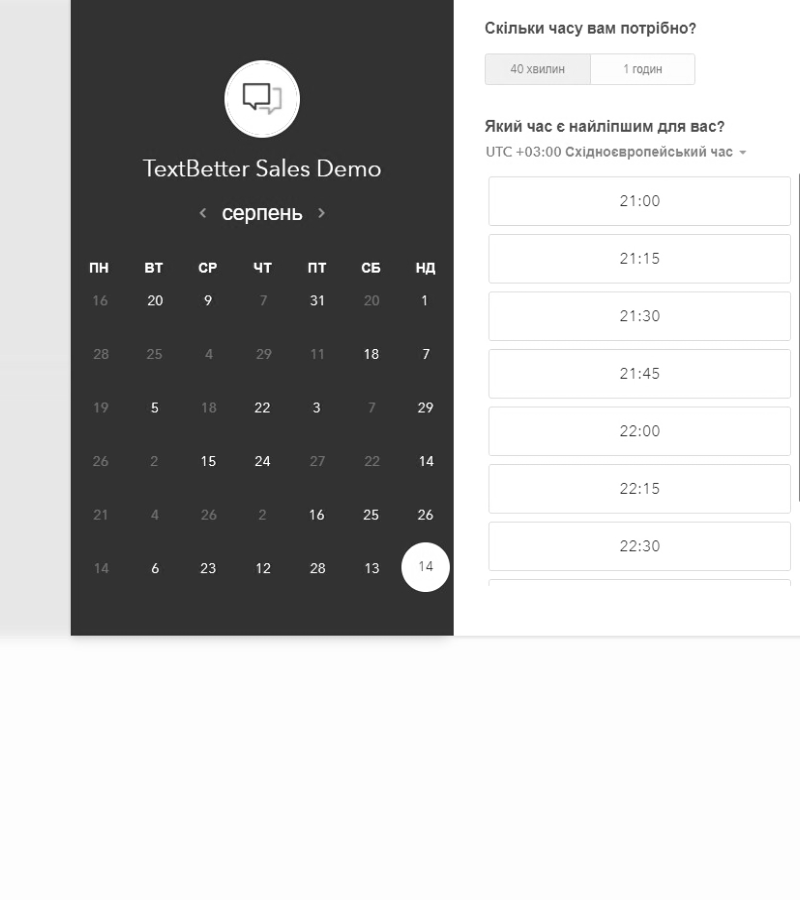 TextBetter Sales Demo
серпень
ПН ВТ СР ЧТ ПТ СБ НД
16 20 9 7 31 20 1
28 25 4 29 11 18 7
19 5 18 22 3 7 29
26 2 15 24 27 22 14
21 4 26 2 16 25 26
14 6 23 12 28 13 14
Скільки часу вам потрібно?
40 хвилин 1 годин
Який час є найліпшим для вас?
UTC +03:00 Східноєвропейський час
21:00
21:15
21:30
21:45
22:00
22:15
22:30